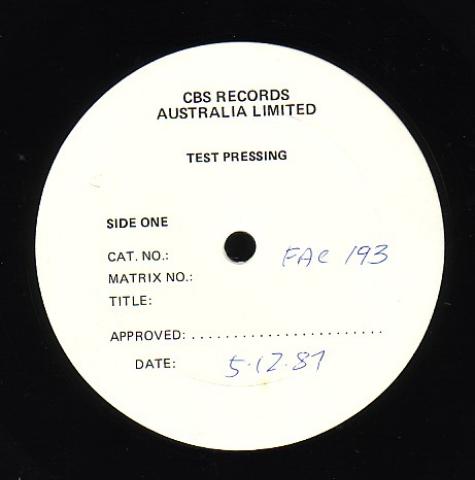 CBS RECORDS
AUSTRALIA LIMITED
TEST PRESSING
SIDE ONE
CAT. NO.: FAC 193
MATRIX NO.:
TITLE:
APPROVED: .......................
DATE: 5.12.87